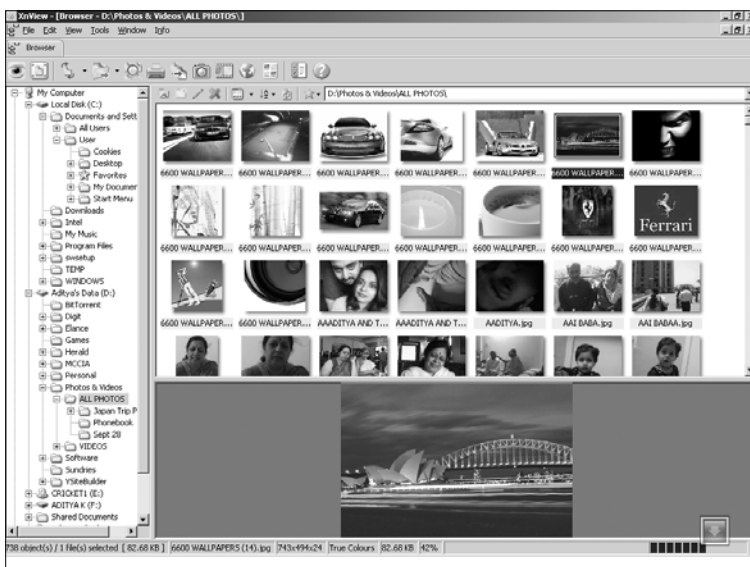 XnView - [Browser - D:\Photos & Videos\ALL PHOTOS\]
File Edit View Tools Window Info
Browser
My Computer
Local Disk (C:)
Documents and Sett
All Users
User
Cookies
Desktop
Favorites
My Documer
Start Menu
Downloads
Intel
My Music
Program Files
swsetup
TEMP
WINDOWS
Aditya's Data (D:)
BitTorrent
Digit
Elance
Games
Herald
MCCIA
Personal
Photos & Videos
ALL PHOTOS
Japan Trip P
Phonebook
Sept 28
VIDEOS
Software
Sundries
YSiteBuilder
CRICKET1 (E:)
ADITYA K (F:)
Shared Documents
D:\Photos & Videos\ALL PHOTOS\
6600 WALLPAPER... 6600 WALLPAPER... 6600 WALLPAPER... 6600 WALLPAPER... 6600 WALLPAPER... 6600 WALLPAPER... 6600 WALLPAPER...
Ferrari
6600 WALLPAPER... 6600 WALLPAPER... 6600 WALLPAPER... 6600 WALLPAPER... 6600 WALLPAPER... 6600 WALLPAPER... 6600 WALLPAPER...
6600 WALLPAPER... 6600 WALLPAPER... AAADITYA AND T... AAADITYA AND T... AADITYA.jpg AAI BABA.jpg AAI BABAA.jpg
738 object(s) / 1 file(s) selected [ 82.68 KB ] 6600 WALLPAPERS (14).jpg 743x494x24 True Colours 82.68 KB 42%